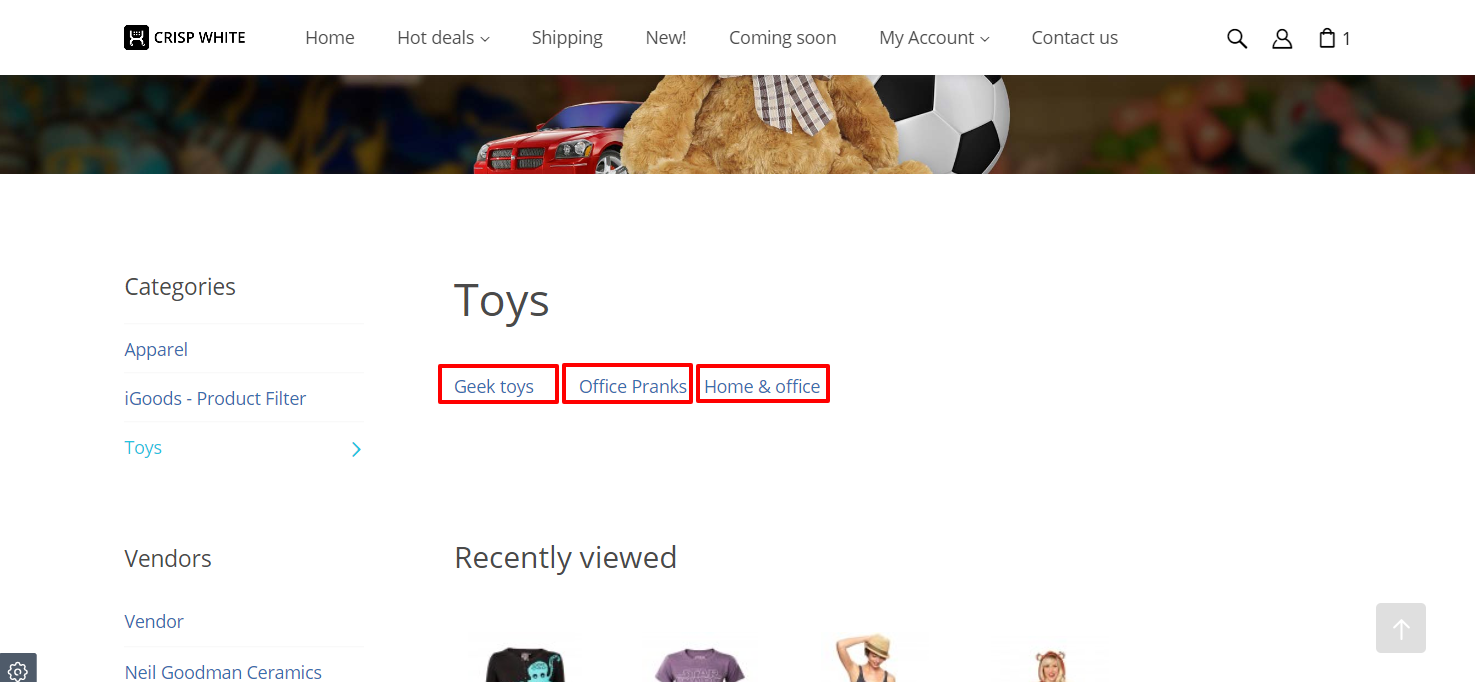 CRISP WHITE Home Hot deals Shipping New! Coming soon My Account Contact us 1
Categories
Apparel
iGoods - Product Filter
Toys
Vendors
Vendor
Neil Goodman Ceramics
Toys
Geek toys Office Pranks Home & office
Recently viewed